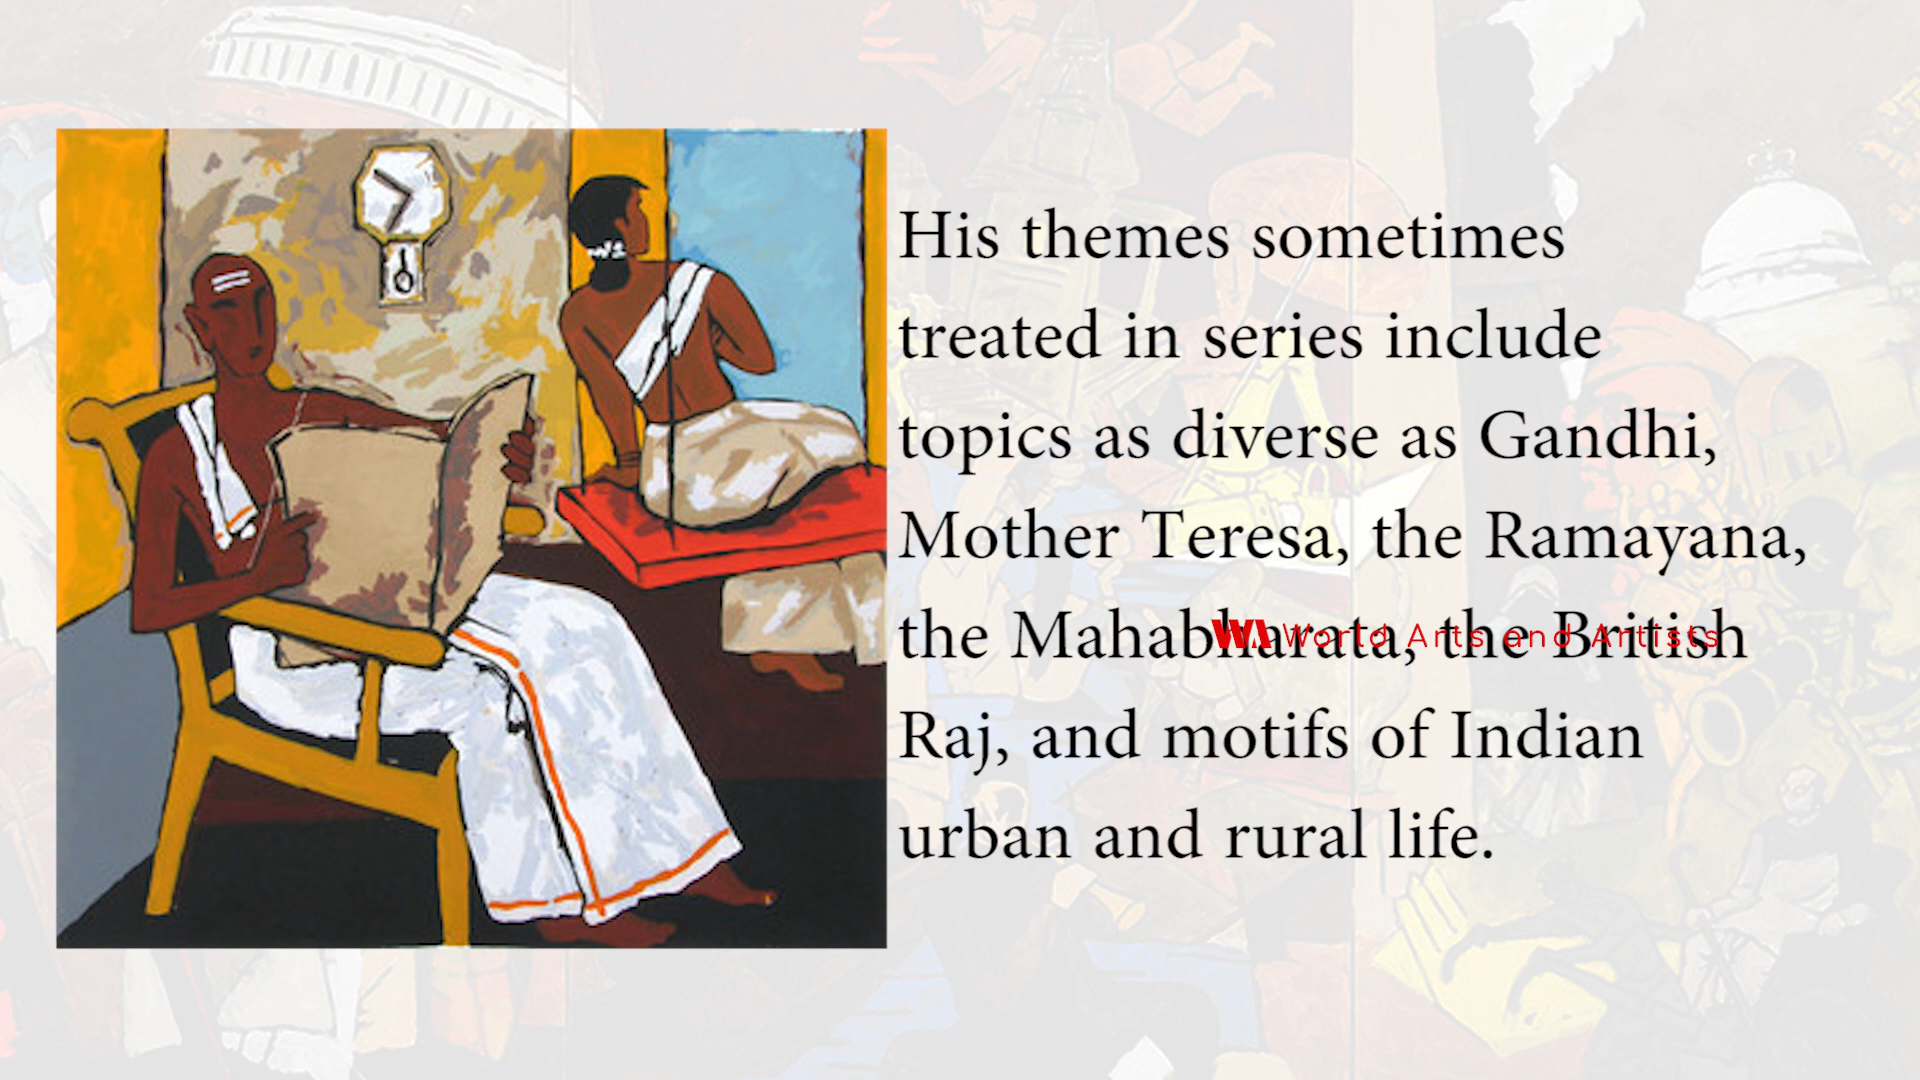 His themes sometimes
treated in series include
topics as diverse as Gandhi,
Mother Teresa, the Ramayana,
the Mahabharata, the British
WA World Arts and Artists
Raj, and motifs of Indian
urban and rural life.